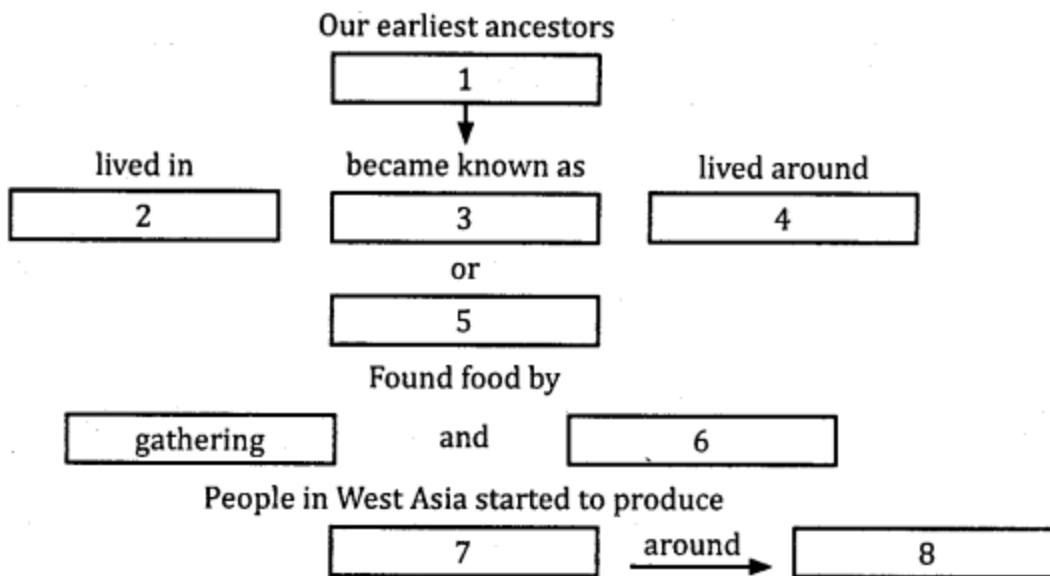 Our earliest ancestors
1
lived in became known as lived around
2 3 4
or
5
Found food by
gathering and 6
People in West Asia started to produce
7 around 8